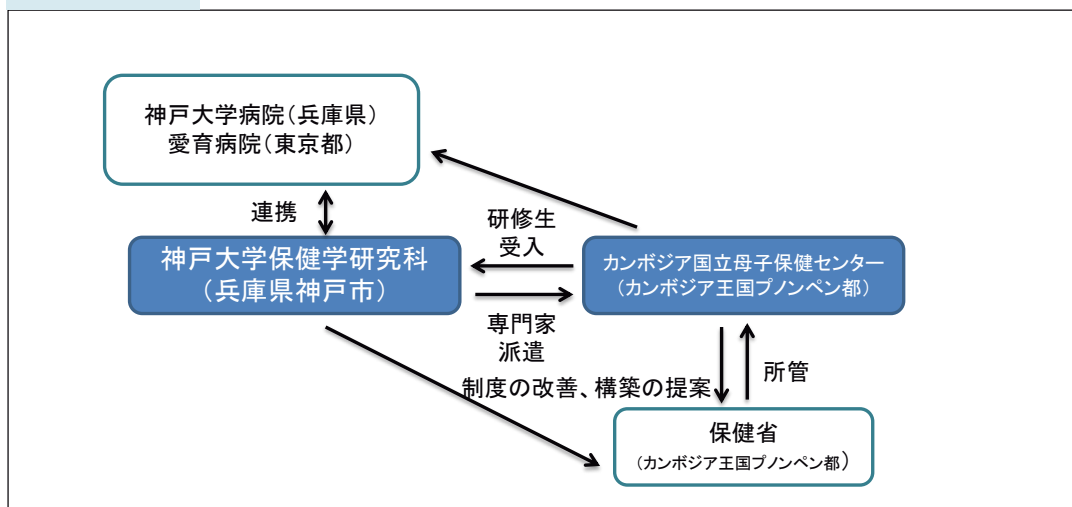 神戸大学病院（兵庫県）
愛育病院（東京都）
連携
研修生
受入
神戸大学保健学研究科
（兵庫県神戸市）
カンボジア国立母子保健センター
（カンボジア王国プノンペン都）
専門家
派遣
制度の改善、構築の提案
所管
保健省
（カンボジア王国プノンペン都）